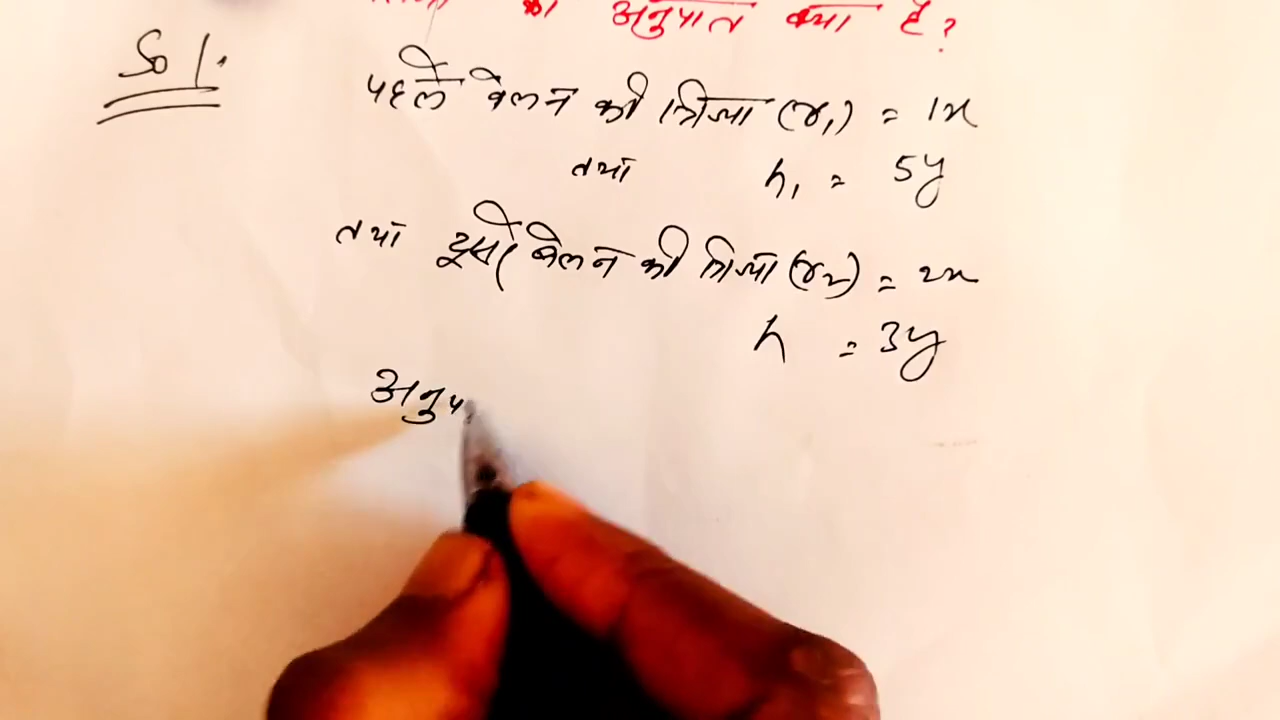 का अनुपात क्या है?
Sol.
पहले बेलन की त्रिज्या (r₁) = 1x
तथा h₁ = 5y
तथा दूसरे बेलन की त्रिज्या (r₂) = 2x
h = 3y
अनुप